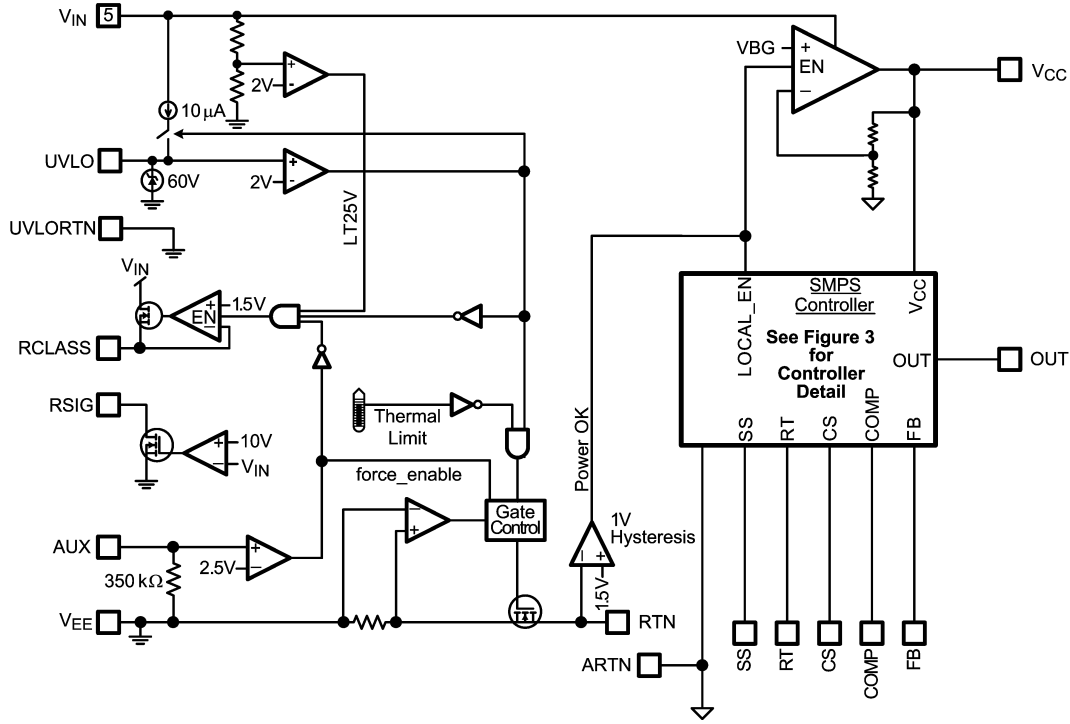 VIN 5
10 μA
2V
+
-
VBG
+
EN
–
VCC
UVLO
60V
2V
+
-
UVLORTN
LT25V
VIN
1.5V
+
EN
–
RCLASS
RSIG
10V
+
VIN
–
Thermal
Limit
force_enable
Gate
Control
–
+
AUX
350 kΩ
2.5V
+
–
VEE
Power OK
1V
Hysteresis
–
+
1.5V
RTN
ARTN
SMPS
Controller
See Figure 3
for
Controller
Detail
LOCAL_EN
VCC
OUT
OUT
SS
RT
CS
COMP
FB
SS
RT
CS
COMP
FB